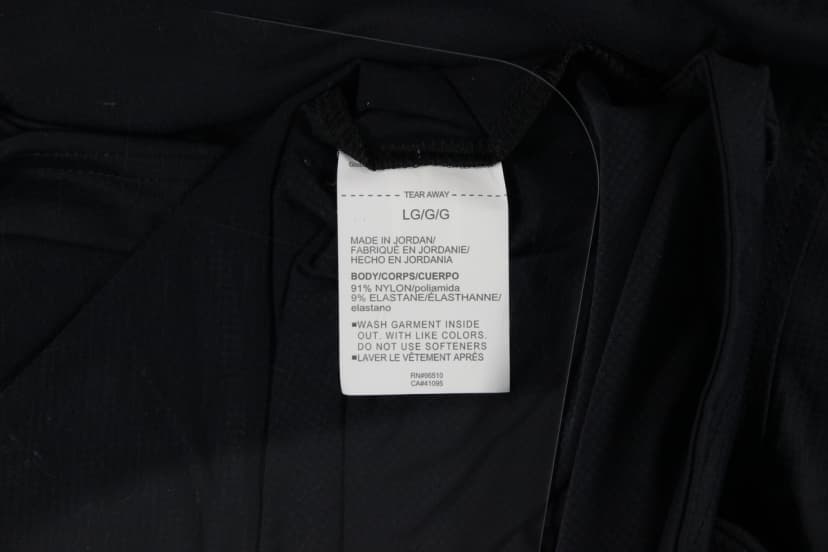 TEAR AWAY
LG/G/G
MADE IN JORDAN/
FABRIQUÉ EN JORDANIE/
HECHO EN JORDANIA
BODY/CORPS/CUERPO
91% NYLON/poliamida
9% ELASTANE/ÉLASTHANNE/
elastano
■WASH GARMENT INSIDE
OUT. WITH LIKE COLORS.
DO NOT USE SOFTENERS
■LAVER LE VÊTEMENT APRÈS
RN#96510
CA#41095